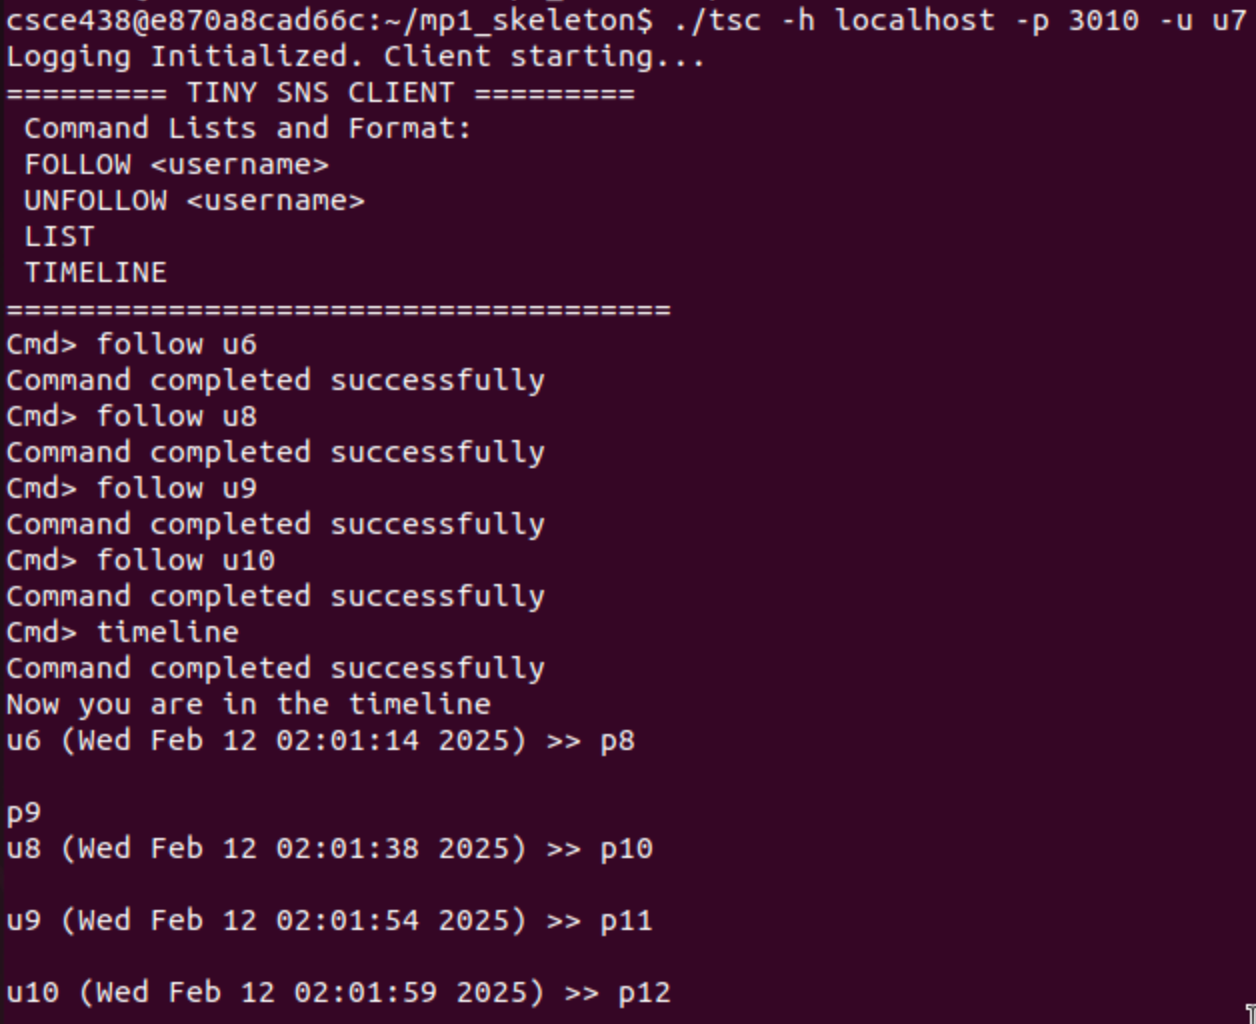 csce438@e870a8cad66c:~/mp1_skeleton$ ./tsc -h localhost -p 3010 -u u7
Logging Initialized. Client starting...
========= TINY SNS CLIENT =========
 Command Lists and Format:
 FOLLOW <username>
 UNFOLLOW <username>
 LIST
 TIMELINE
=====================================
Cmd> follow u6
Command completed successfully
Cmd> follow u8
Command completed successfully
Cmd> follow u9
Command completed successfully
Cmd> follow u10
Command completed successfully
Cmd> timeline
Command completed successfully
Now you are in the timeline
u6 (Wed Feb 12 02:01:14 2025) >> p8
p9
u8 (Wed Feb 12 02:01:38 2025) >> p10
u9 (Wed Feb 12 02:01:54 2025) >> p11
u10 (Wed Feb 12 02:01:59 2025) >> p12